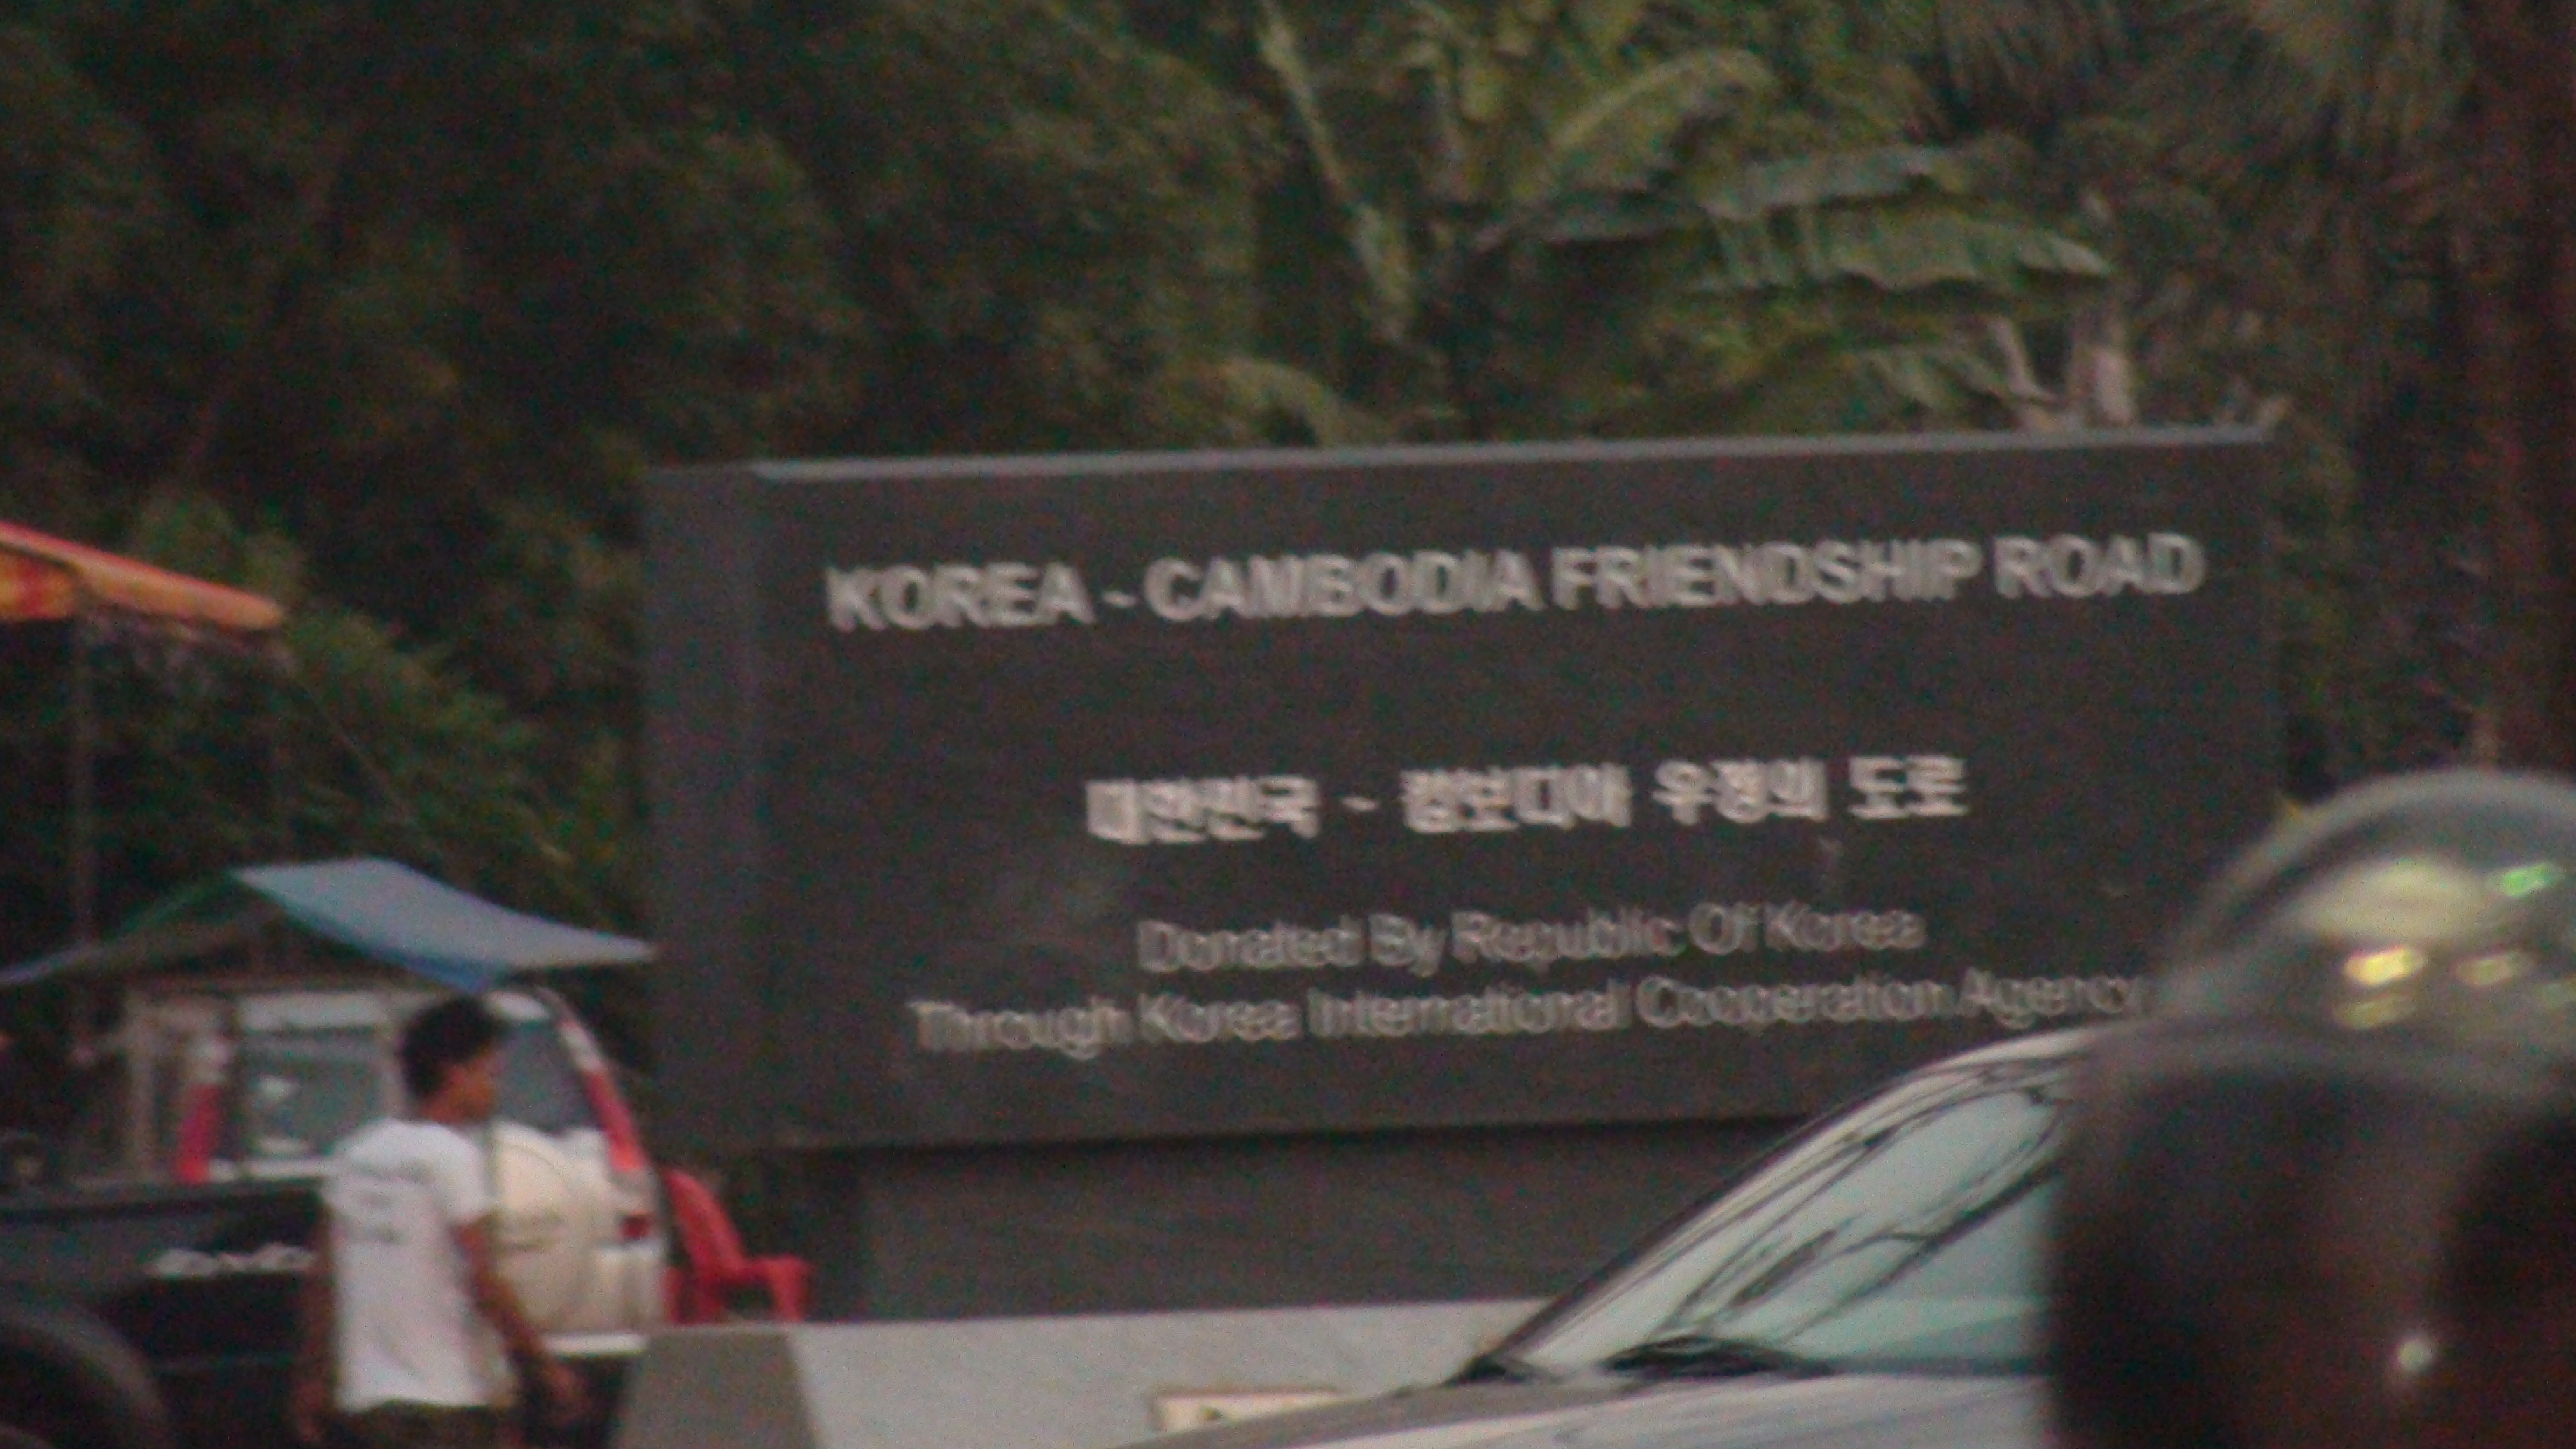 KOREA - CAMBODIA FRIENDSHIP ROAD
대한민국 - 캄보디아 우정의 도로
Donated By Republic Of Korea
Through Korea International Cooperation Agency